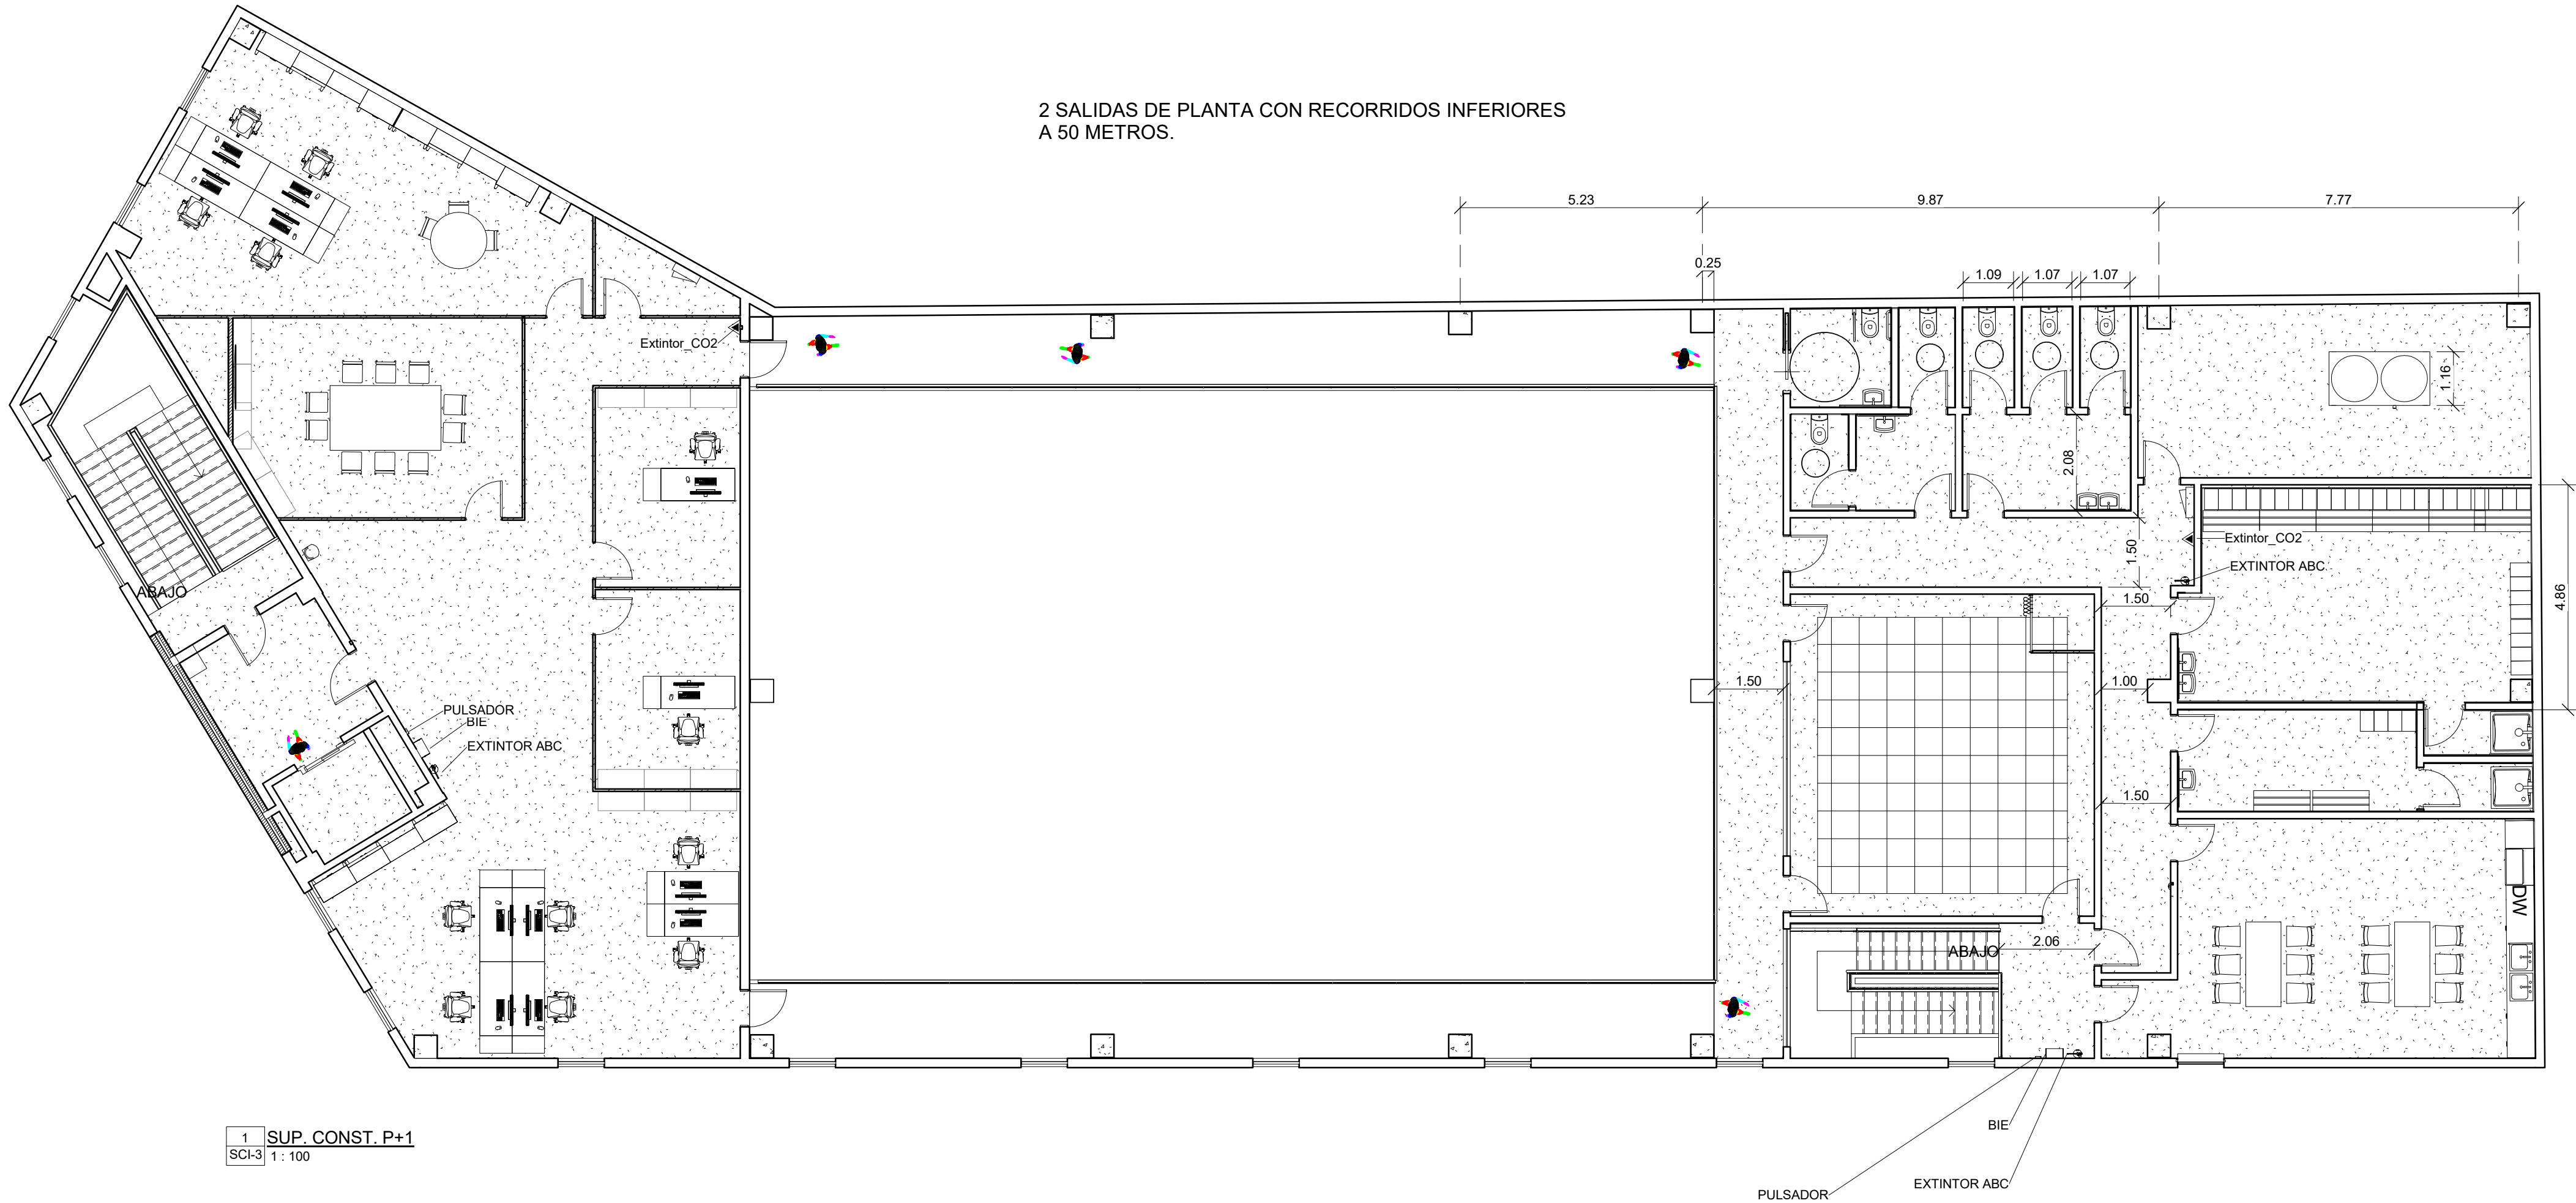 2 SALIDAS DE PLANTA CON RECORRIDOS INFERIORES
A 50 METROS.
5.23
9.87
7.77
0.25
1.09
1.07
1.07
Extintor_CO2
1.16
2.08
1.50
Extintor_CO2
EXTINTOR ABC
1.50
4.86
ABAJO
1.50
1.00
PULSADOR
BIE
EXTINTOR ABC
1.50
DW
ABAJO
2.06
BIE
EXTINTOR ABC
PULSADOR
1
SUP. CONST. P+1
SCI-3
1 : 100